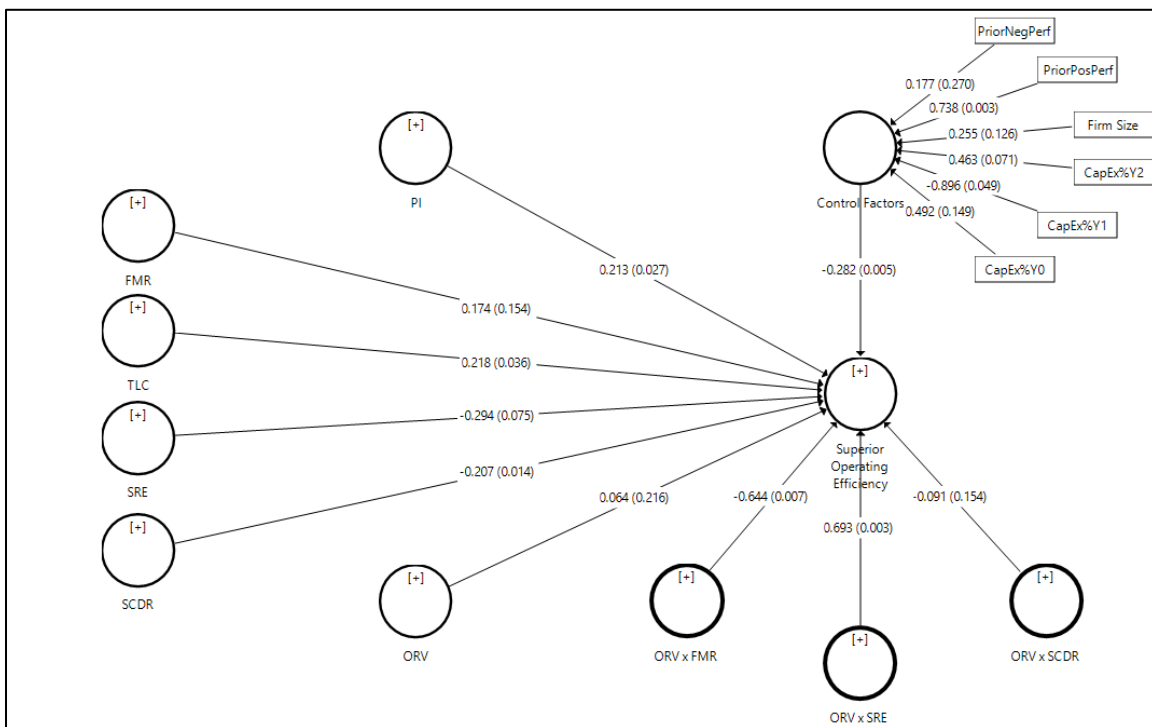 PriorNegPerf
0.177 (0.270)
PriorPosPerf
0.738 (0.003)
[+]
0.255 (0.126)
Firm Size
0.463 (0.071)
CapEx%Y2
[+]
PI
Control Factors
-0.896 (0.049)
0.492 (0.149)
CapEx%Y1
FMR
0.213 (0.027)
-0.282 (0.005)
CapEx%Y0
[+]
0.174 (0.154)
TLC
0.218 (0.036)
[+]
[+]
-0.294 (0.075)
SRE
-0.207 (0.014)
Superior
Operating
Efficiency
[+]
0.064 (0.216)
-0.644 (0.007)
-0.091 (0.154)
0.693 (0.003)
SCDR
[+]
[+]
[+]
ORV
ORV x FMR
[+]
ORV x SCDR
ORV x SRE